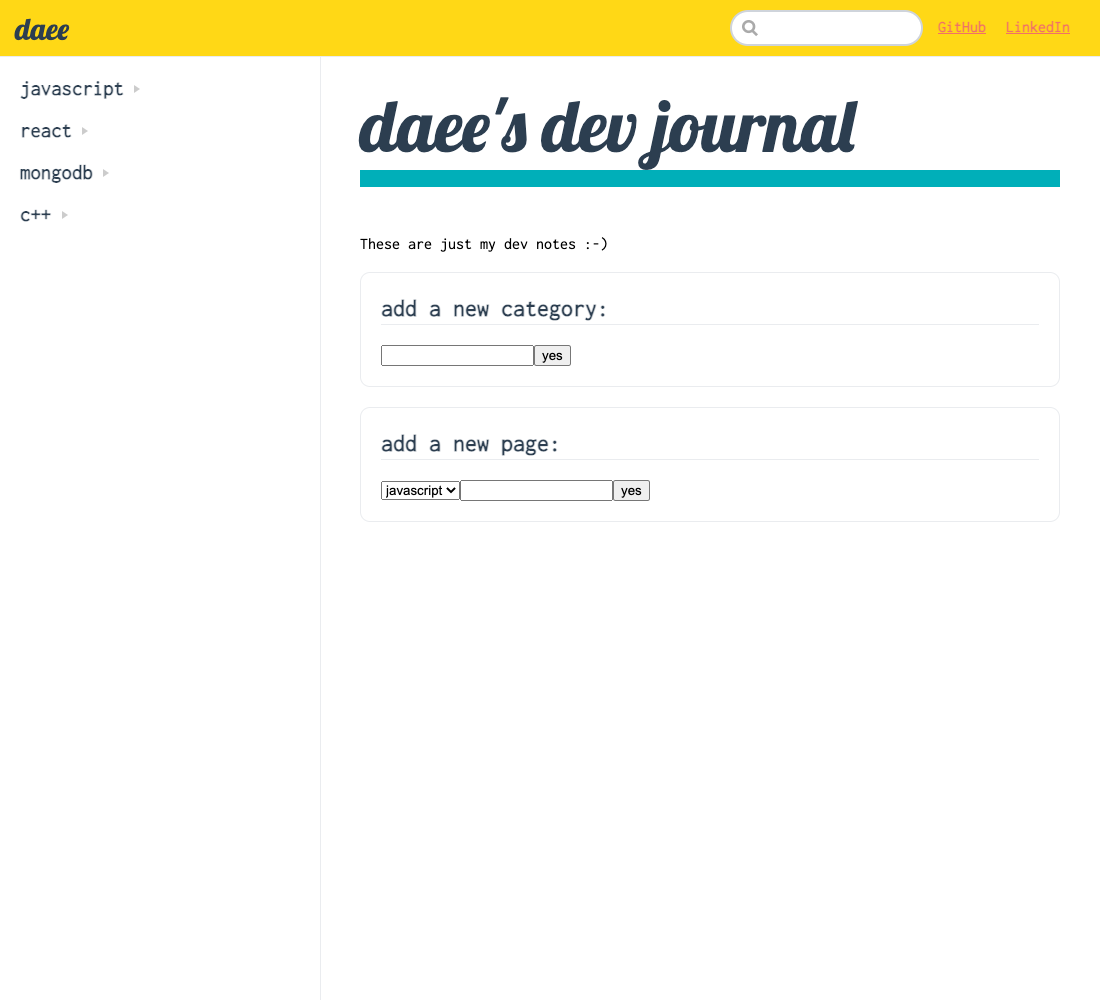 daee
GitHub
LinkedIn
javascript
react
mongodb
c++
daee's dev journal
These are just my dev notes :-)
add a new category:
yes
add a new page:
javascript
yes